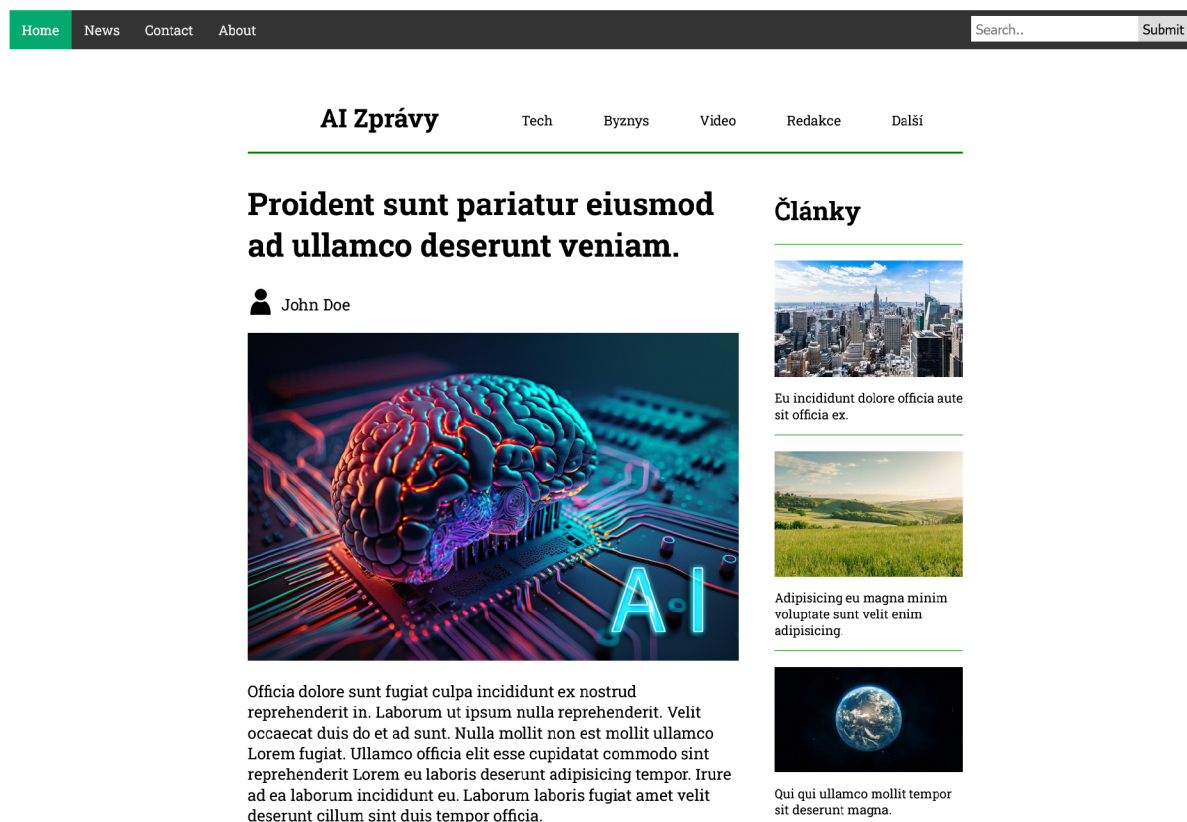 Home News Contact About Search.. Submit
AI Zprávy Tech Byznys Video Redakce Další
Proident sunt pariatur eiusmod
ad ullamco deserunt veniam.
John Doe
AI
Officia dolore sunt fugiat culpa incididunt ex nostrud
reprehenderit in. Laborum ut ipsum nulla reprehenderit. Velit
occaecat duis do et ad sunt. Nulla mollit non est mollit ullamco
Lorem fugiat. Ullamco officia elit esse cupidatat commodo sint
reprehenderit Lorem eu laboris deserunt adipisicing tempor. Irure
ad ea laborum incididunt eu. Laborum laboris fugiat amet velit
deserunt cillum sint duis tempor officia.
Články
Eu incididunt dolore officia aute
sit officia ex.
Adipisicing eu magna minim
voluptate sunt velit enim
adipisicing.
Qui qui ullamco mollit tempor
sit deserunt magna.